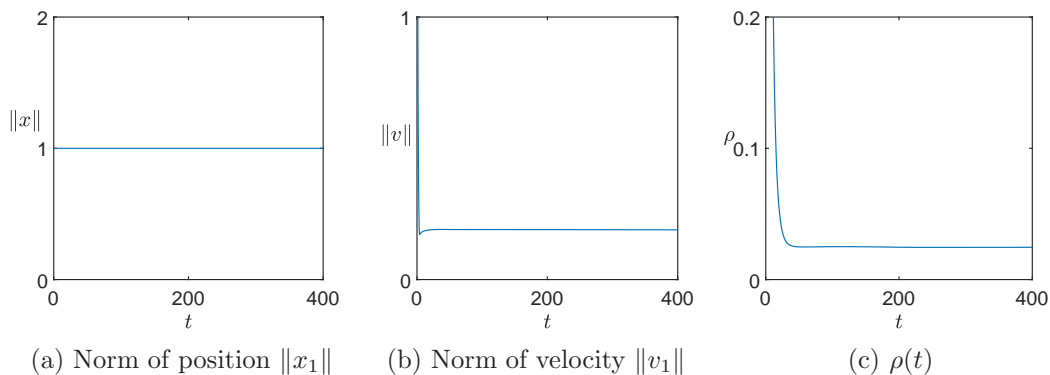 2
1
0
‖x‖
0
200
400
t
(a) Norm of position ‖x₁‖
1
0
‖v‖
0
200
400
t
(b) Norm of velocity ‖v₁‖
0.2
0.1
0
ρ
0
200
400
t
(c) ρ(t)